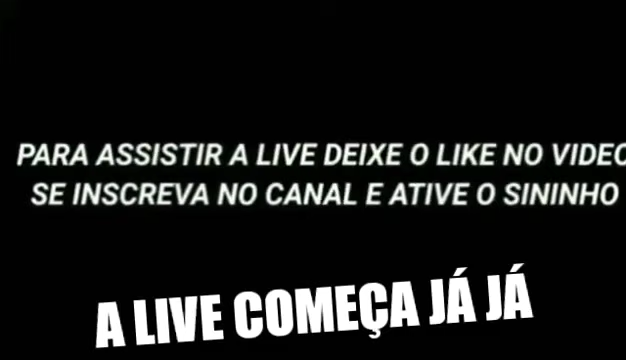 PARA ASSISTIR A LIVE DEIXE O LIKE NO VIDEO
SE INSCREVA NO CANAL E ATIVE O SININHO
A LIVE COMEÇA JÁ JÁ